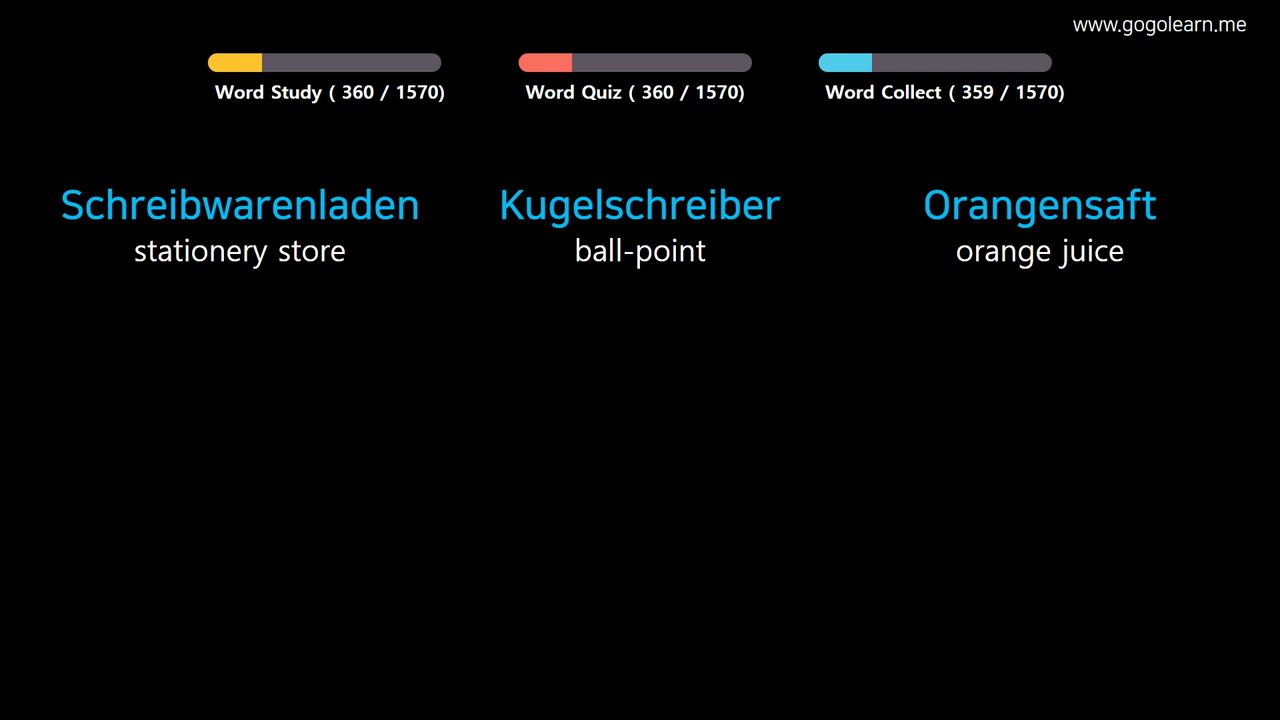 www.gogolearn.me
Word Study ( 360 / 1570)
Word Quiz ( 360 / 1570)
Word Collect ( 359 / 1570)
Schreibwarenladen
stationery store
Kugelschreiber
ball-point
Orangensaft
orange juice